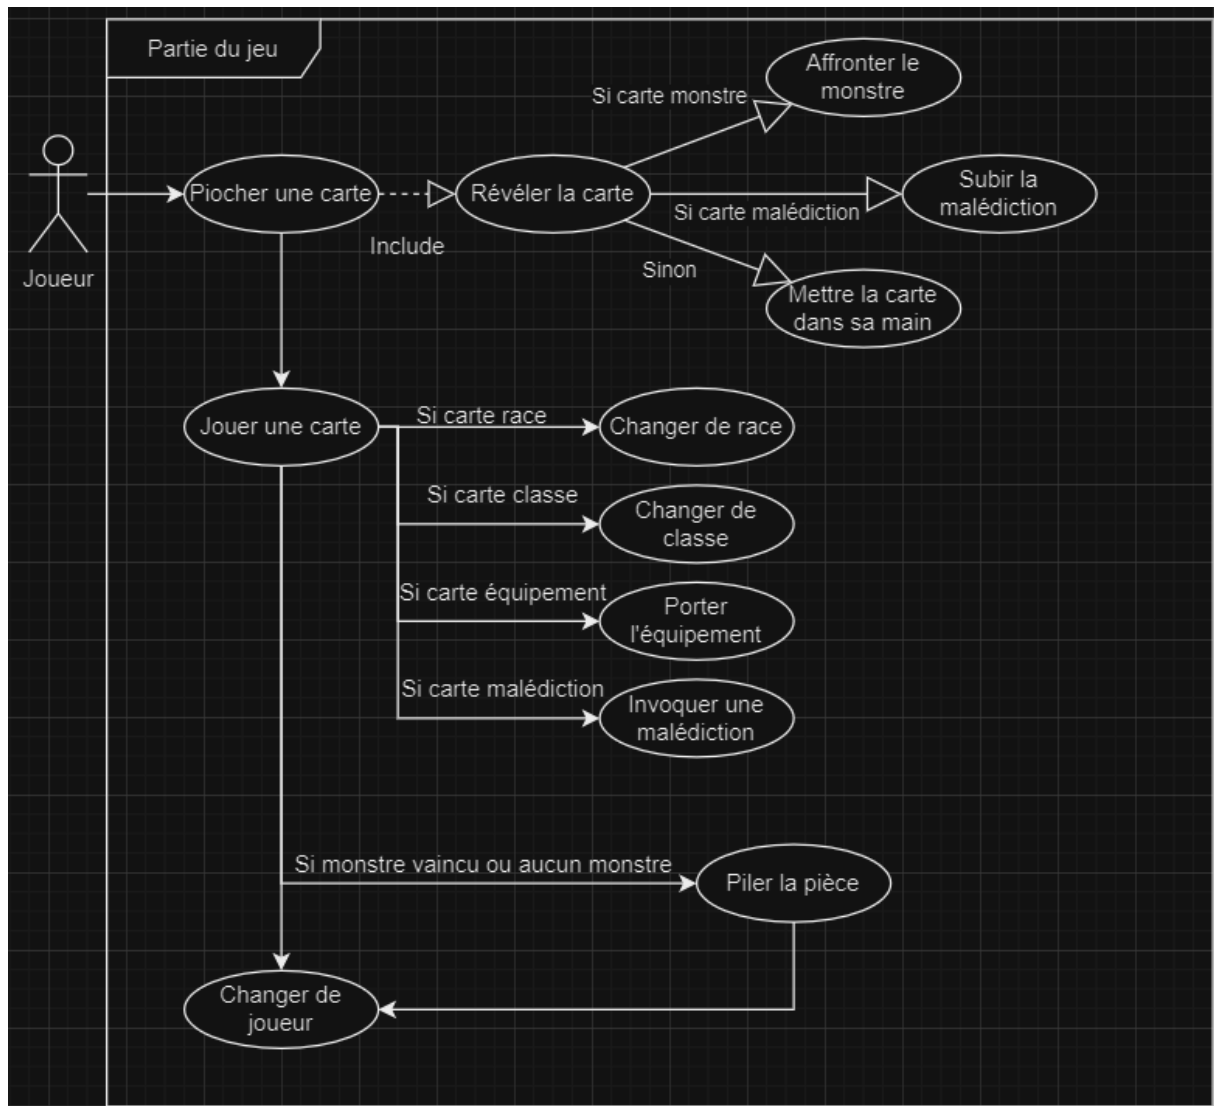 Partie du jeu
Affronter le
monstre
Si carte monstre
Piocher une carte
Révéler la carte
Subir la
malédiction
Si carte malédiction
Include
Sinon
Joueur
Mettre la carte
dans sa main
Jouer une carte
Si carte race
Changer de race
Si carte classe
Changer de
classe
Si carte équipement
Porter
l'équipement
Si carte malédiction
Invoquer une
malédiction
Si monstre vaincu ou aucun monstre
Piler la pièce
Changer de
joueur